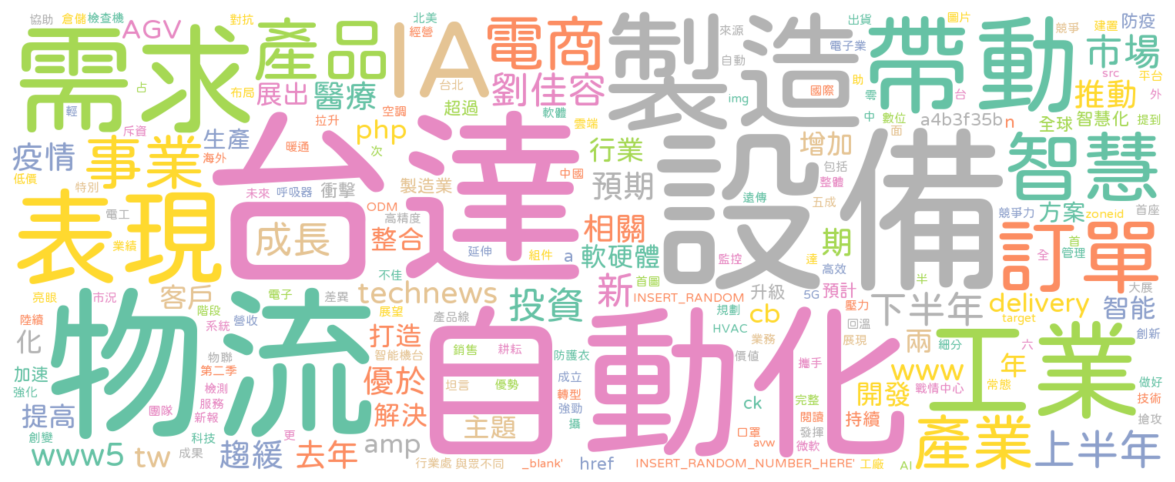 需求
製造
設備
台達
自動化
物流
工業
帶動
智慧
表現
訂單
產業
事業
產品
IA
電商
劉佳容
醫療
展出
AGV
疫情
生產
php
超過
行業
預期
增加
推動
市場
防疫
智慧化
全球
a4b3f35b
n
成長
整合
相關
軟硬體
a
期
方案
製造業
衝擊
客戶
technews
投資
新
INSERT_RANDOM
升級
cb
預計
下半年
delivery
智能
打造
優於
解決
主題
兩
年
www
開發
持續
上半年
化
加速
提高
www5
tw
趨緩
去年
amp
href
ck
INSERT_RANDOM_NUMBER_HERE'
_blank'
協助
倉儲
檢查機
對抗
北美
經營
占
布局
輕
斥資
拉升
台北
空調
軟體
雲端
來源
自動
img
國際
電子業
出貨
助
零
中
數位
台
圖片
競爭
建置
src
平台
外
提到
面
低價
特別
海外
暖通
次
未來
呼吸器
中國
ODM
高精度
電工
業績
延伸
組件
不佳
首圖
包括
整體
五成
遠傳
監控
達
高效
半
5G
競爭力
zoneid
首座
首
管理
全
大展
亮眼
市況
電子
差異
展望
產品線
階段
系統
營收
陸續
物聯
第二季
智能機台
銷售
耕耘
坦言
優勢
防護衣
成立
轉型
強勁
攝
規劃
HVAC
業務
價值
回溫
展現
壓力
攜手
target
細分
六
創新
常態
戰情中心
做好
技術
搶攻
強化
團隊
檢測
服務
新報
創變
科技
成果
更
行業處
與眾不同
口罩
avw
完整
閱讀
發揮
微軟
工廠
AI